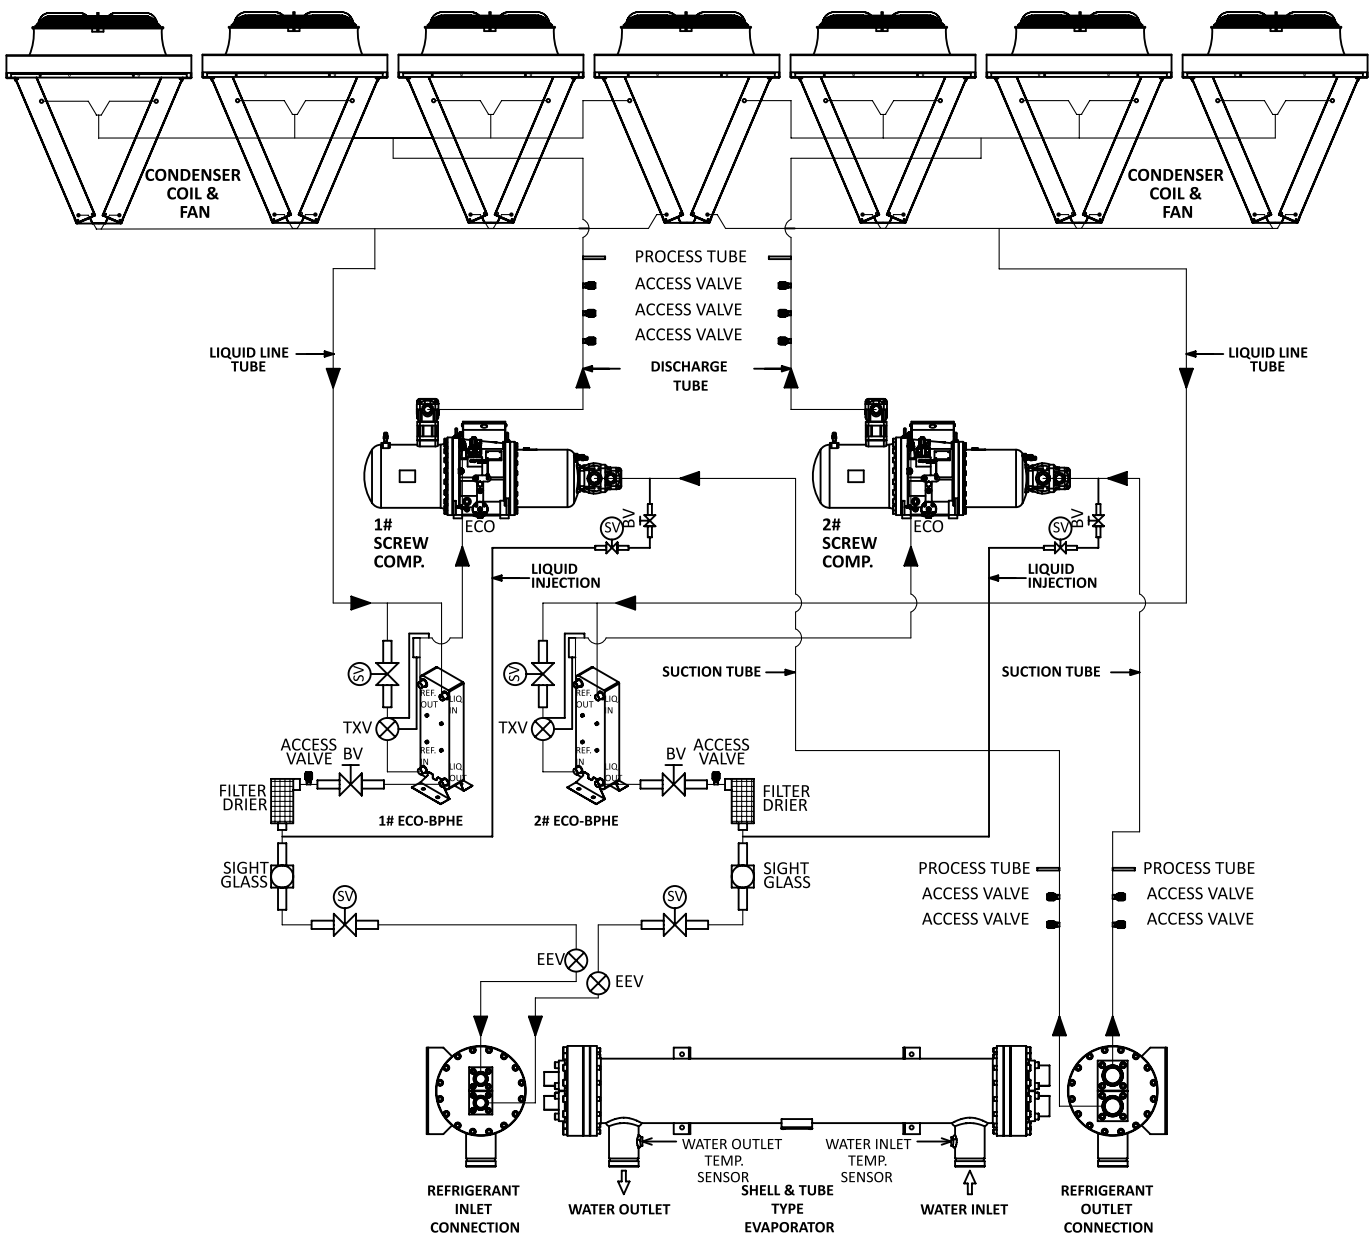 CONDENSER
COIL &
FAN
CONDENSER
COIL &
FAN
PROCESS TUBE
ACCESS VALVE
ACCESS VALVE
ACCESS VALVE
LIQUID LINE
TUBE
DISCHARGE
TUBE
LIQUID LINE
TUBE
1#
SCREW
COMP.
ECO
SV
BV
2#
SCREW
COMP.
ECO
SV
BV
LIQUID
INJECTION
LIQUID
INJECTION
SV
SV
SUCTION TUBE
SUCTION TUBE
REF.
OUT
LIQ.
IN
REF.
OUT
LIQ.
IN
TXV
TXV
REF.
IN
LIQ.
OUT
REF.
IN
LIQ.
OUT
ACCESS
VALVE
BV
BV
ACCESS
VALVE
FILTER
DRIER
FILTER
DRIER
1# ECO-BPHE
2# ECO-BPHE
SIGHT
GLASS
SIGHT
GLASS
SV
SV
PROCESS TUBE
PROCESS TUBE
ACCESS VALVE
ACCESS VALVE
ACCESS VALVE
ACCESS VALVE
EEV
EEV
WATER OUTLET
TEMP.
SENSOR
WATER INLET
TEMP.
SENSOR
REFRIGERANT
INLET
CONNECTION
WATER OUTLET
SHELL & TUBE
TYPE
EVAPORATOR
WATER INLET
REFRIGERANT
OUTLET
CONNECTION